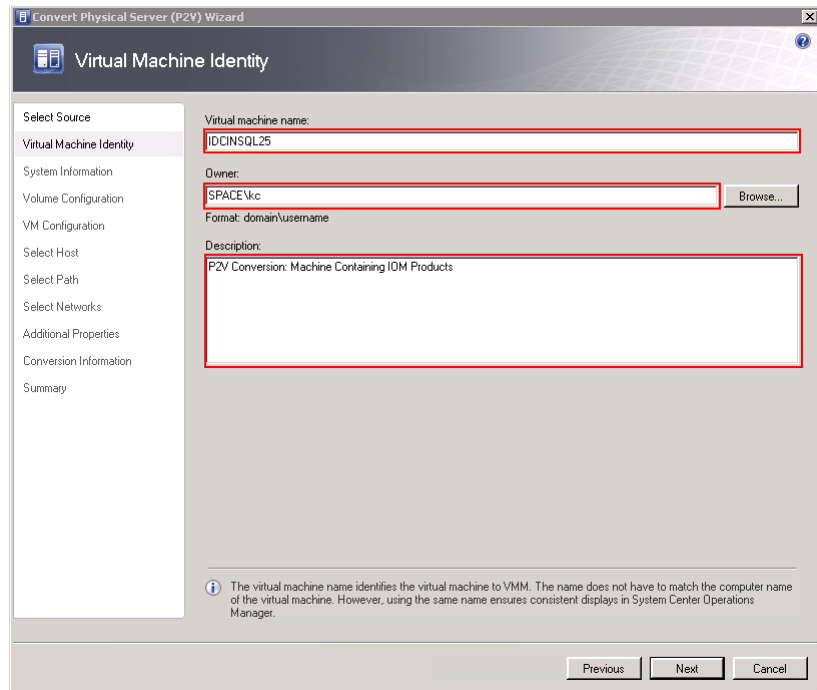 Convert Physical Server (P2V) Wizard
Virtual Machine Identity
Select Source
Virtual Machine Identity
System Information
Volume Configuration
VM Configuration
Select Host
Select Path
Select Networks
Additional Properties
Conversion Information
Summary
Virtual machine name:
IDCINSQL25
Owner:
SPACE\kc
Browse...
Format: domain\username
Description:
P2V Conversion: Machine Containing IOM Products
The virtual machine name identifies the virtual machine to VMM. The name does not have to match the computer name
of the virtual machine. However, using the same name ensures consistent displays in System Center Operations
Manager.
Previous
Next
Cancel